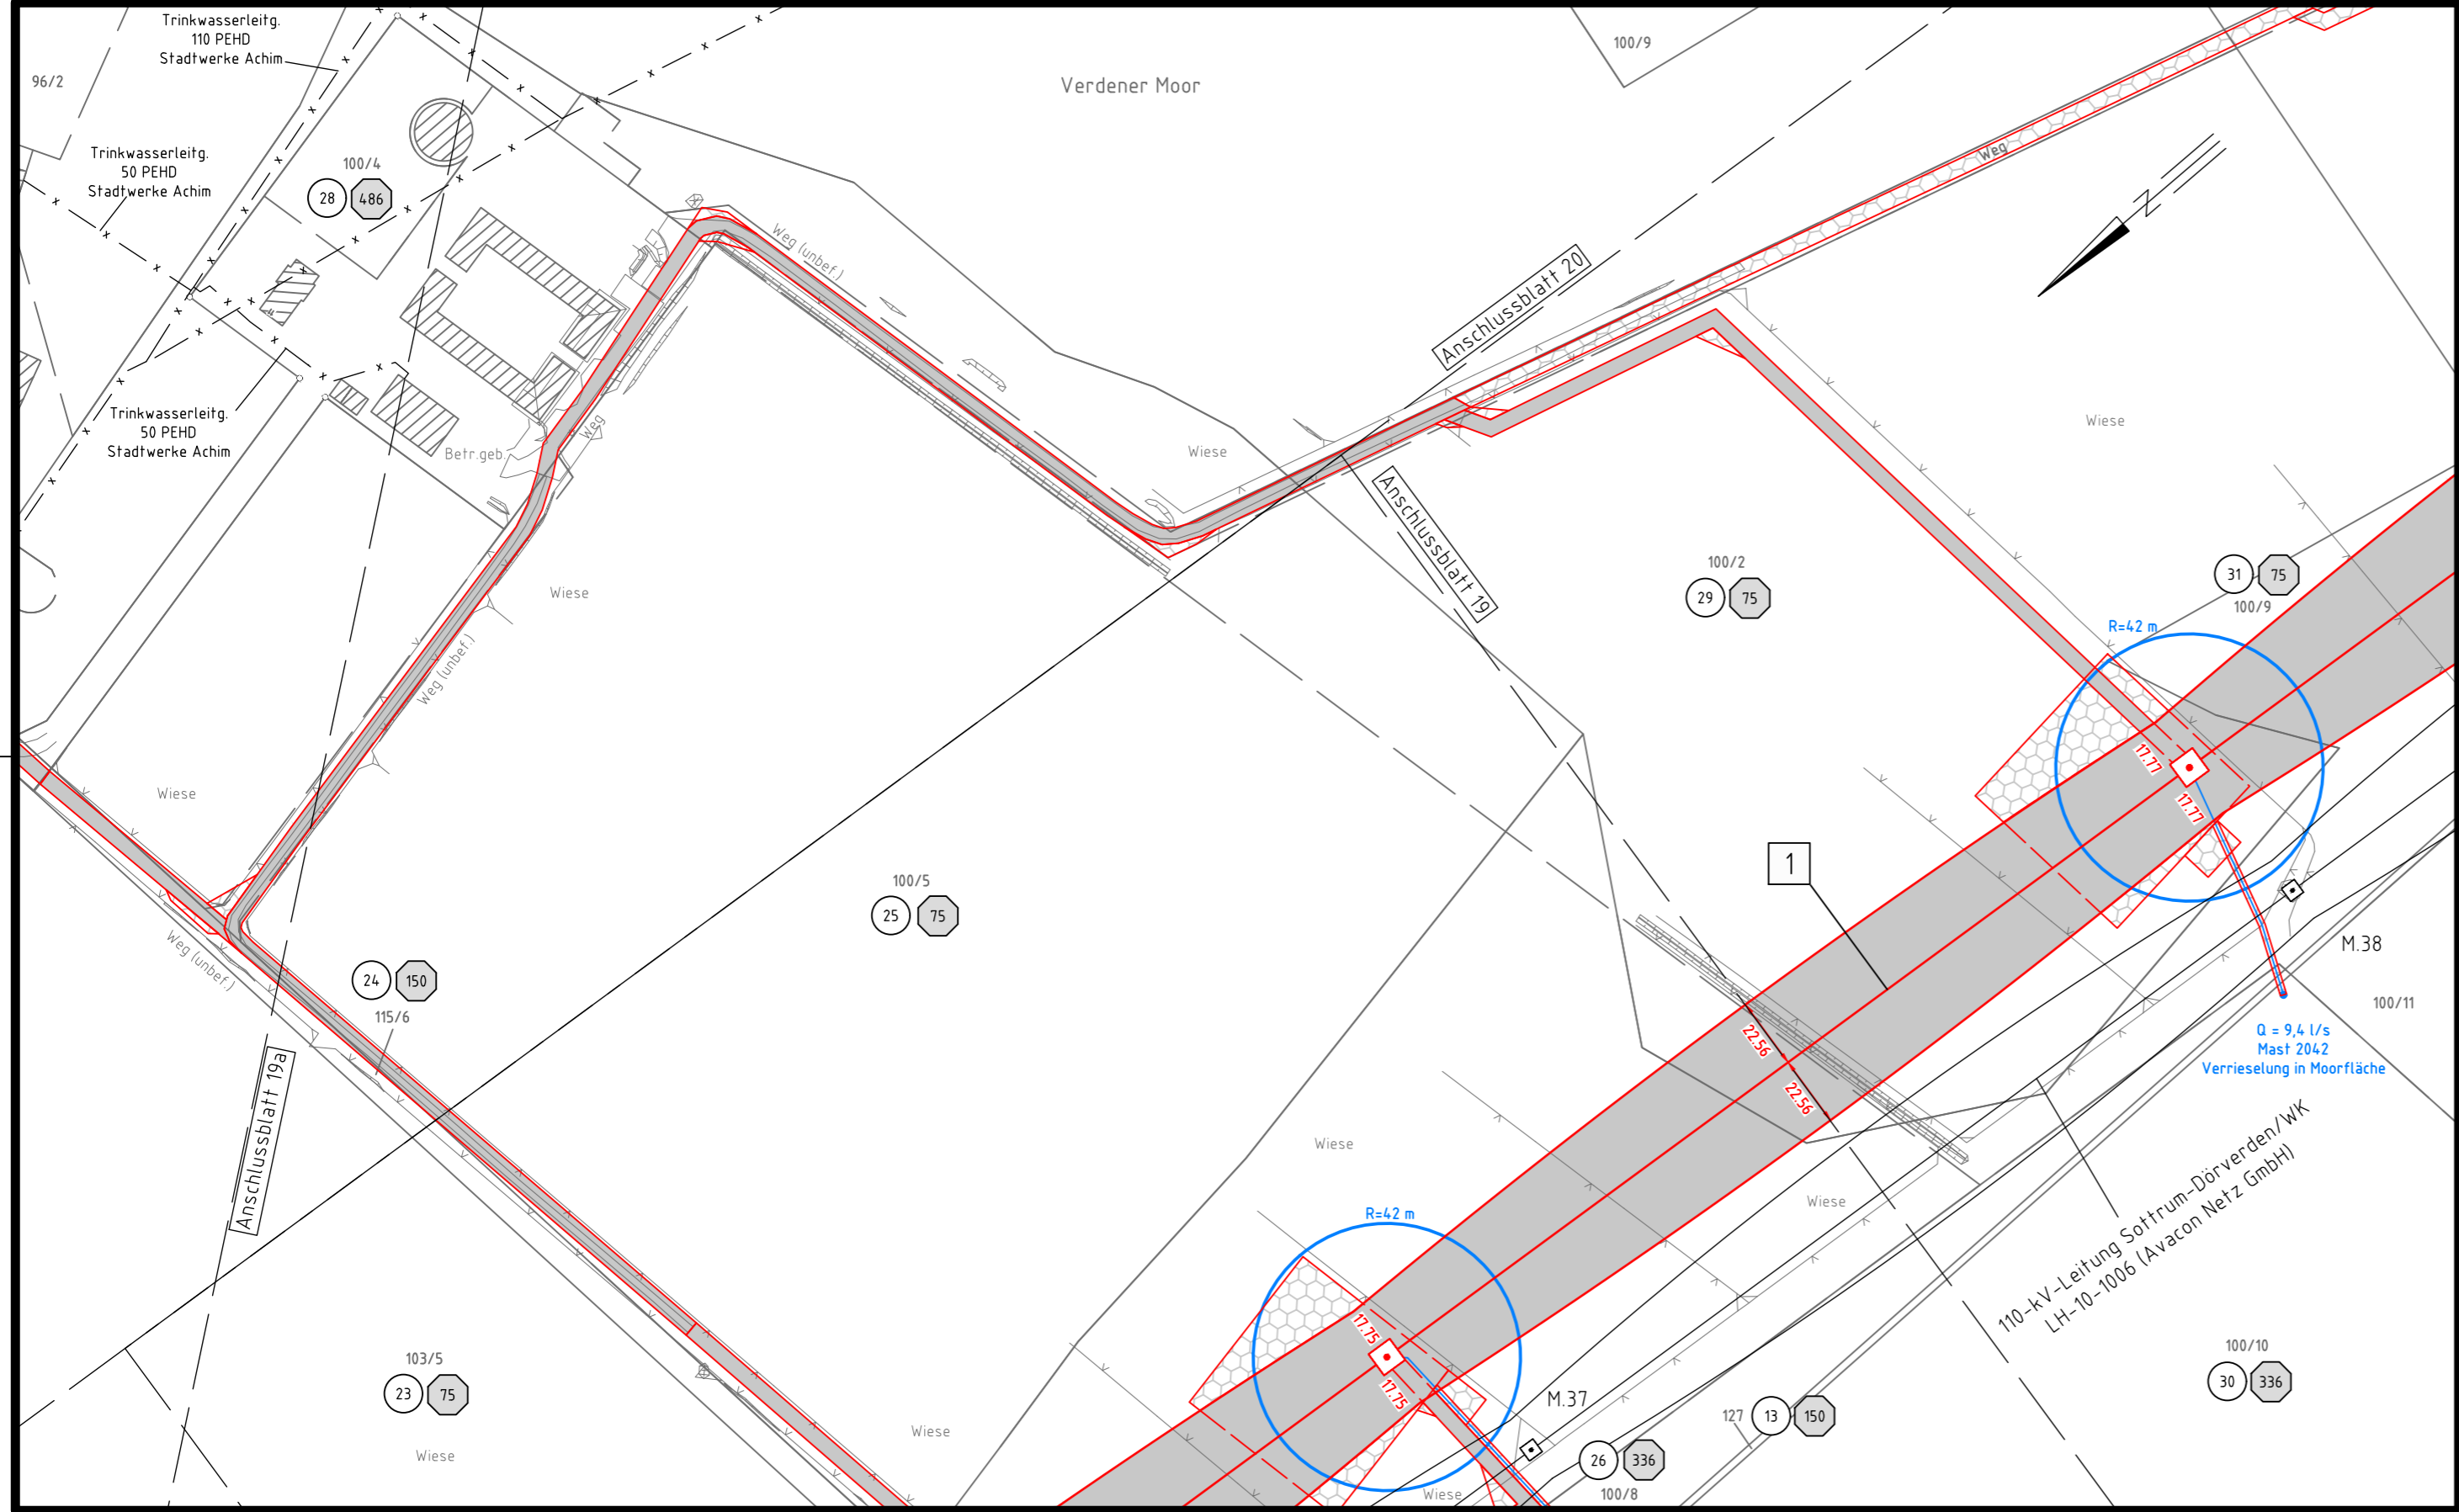 Trinkwasserleitg.
110 PEHD
Stadtwerke Achim
96/2
Trinkwasserleitg.
50 PEHD
Stadtwerke Achim
100/4
28
486
Verdener Moor
100/9
Weg
N
Weg (unbef.)
Anschlussblatt 20
Trinkwasserleitg.
50 PEHD
Stadtwerke Achim
Betr.geb.
Weg
Wiese
Wiese
Anschlussblatt 19
Wiese
Weg (unbef.)
100/2
29
75
31
75
100/9
R=42 m
17.77
17.77
Wiese
1
100/5
25
75
Weg (unbef.)
24
150
115/6
M.38
100/11
Q = 9,4 l/s
Mast 2042
Verrieselung in Moorfläche
22.56
22.56
Anschlussblatt 19a
Wiese
Wiese
110-kV-Leitung Sottrum-Dörverden/WK
LH-10-1006 (Avacon Netz GmbH)
R=42 m
17.75
17.75
103/5
23
75
Wiese
Wiese
M.37
127
13
150
26
336
100/8
Wiese
100/10
30
336